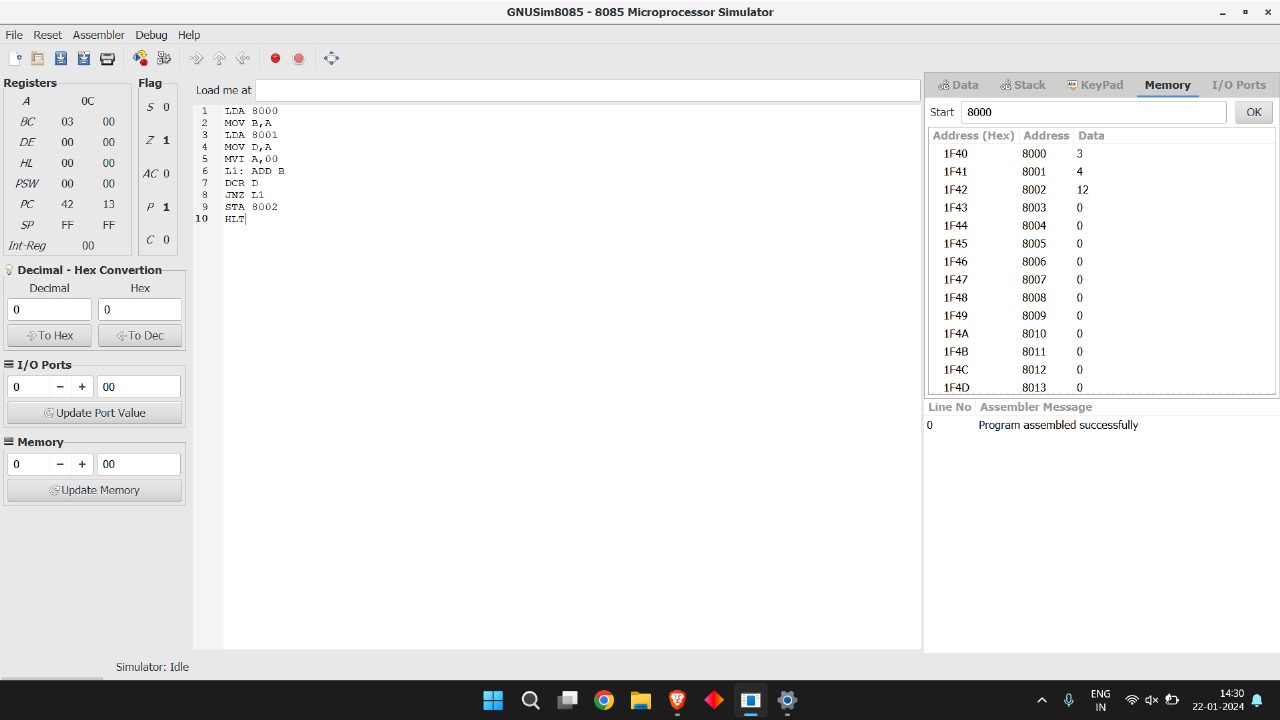 GNUSim8085 - 8085 Microprocessor Simulator
File Reset Assembler Debug Help
Registers
A 0C
BC 03 00
DE 00 00
HL 00 00
PSW 00 00
PC 42 13
SP FF FF
Int-Reg 00
Flag
S 0
Z 1
AC 0
P 1
C 0
Decimal - Hex Convertion
Decimal Hex
0 0
To Hex To Dec
I/O Ports
0 − + 00
Update Port Value
Memory
0 − + 00
Update Memory
Load me at
1 LDA 8000
2 MOV B,A
3 LDA 8001
4 MOV D,A
5 MVI A,00
6 L1: ADD B
7 DCR D
8 JNZ L1
9 STA 8002
10 HLT
Data Stack KeyPad Memory I/O Ports
Start 8000 OK
Address (Hex) Address Data
1F40 8000 3
1F41 8001 4
1F42 8002 12
1F43 8003 0
1F44 8004 0
1F45 8005 0
1F46 8006 0
1F47 8007 0
1F48 8008 0
1F49 8009 0
1F4A 8010 0
1F4B 8011 0
1F4C 8012 0
1F4D 8013 0
Line No Assembler Message
0 Program assembled successfully
Simulator: Idle
ENG
IN
14:30
22-01-2024